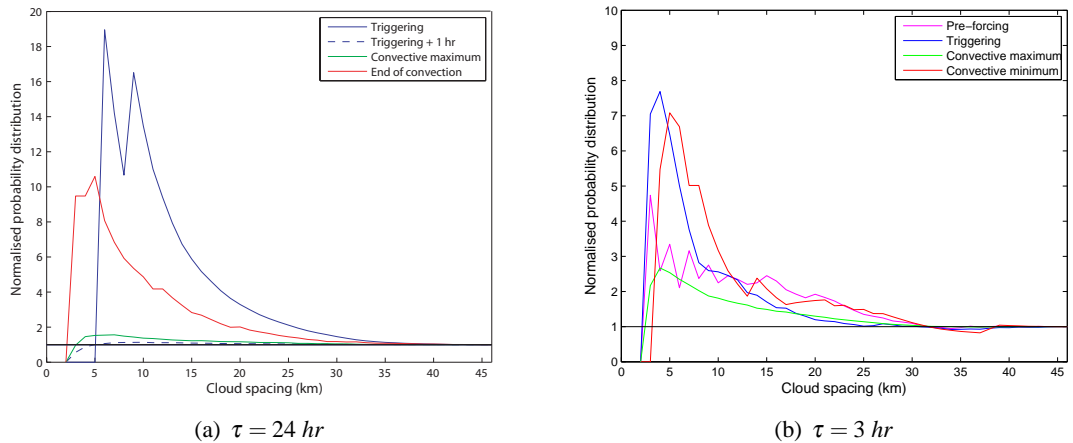 20
18
16
14
12
10
8
6
4
2
0
Normalised probability distribution
0 5 10 15 20 25 30 35 40 45
Cloud spacing (km)
Triggering
Triggering + 1 hr
Convective maximum
End of convection
(a) τ = 24 hr
10
9
8
7
6
5
4
3
2
1
0
Normalised probability distribution
0 5 10 15 20 25 30 35 40 45
Cloud spacing (km)
Pre−forcing
Triggering
Convective maximum
Convective minimum
(b) τ = 3 hr